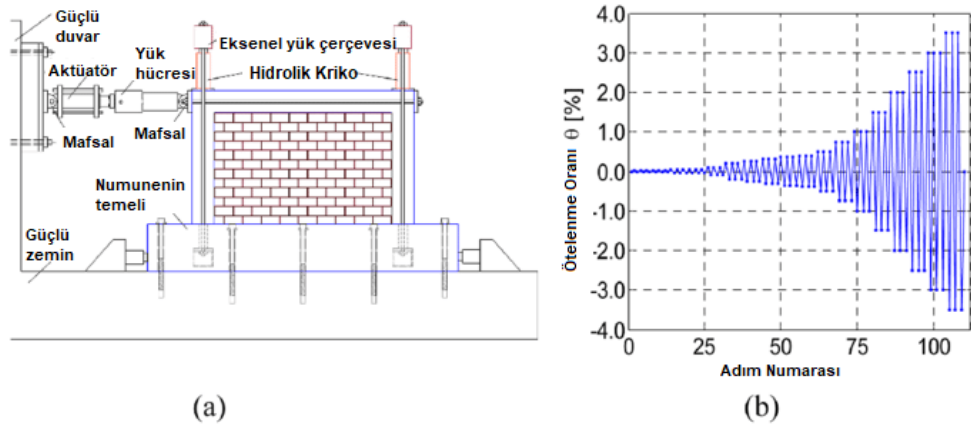 Güçlü
duvar
Aktüatör
Yük
hücresi
Eksenel yük çerçevesi
Hidrolik Kriko
Mafsal
Mafsal
Numunenin
temeli
Güçlü
zemin
(a)
Ötelenme Oranı θ [%]
4.0
3.0
2.0
1.0
0.0
-1.0
-2.0
-3.0
-4.0
0 25 50 75 100
Adım Numarası
(b)